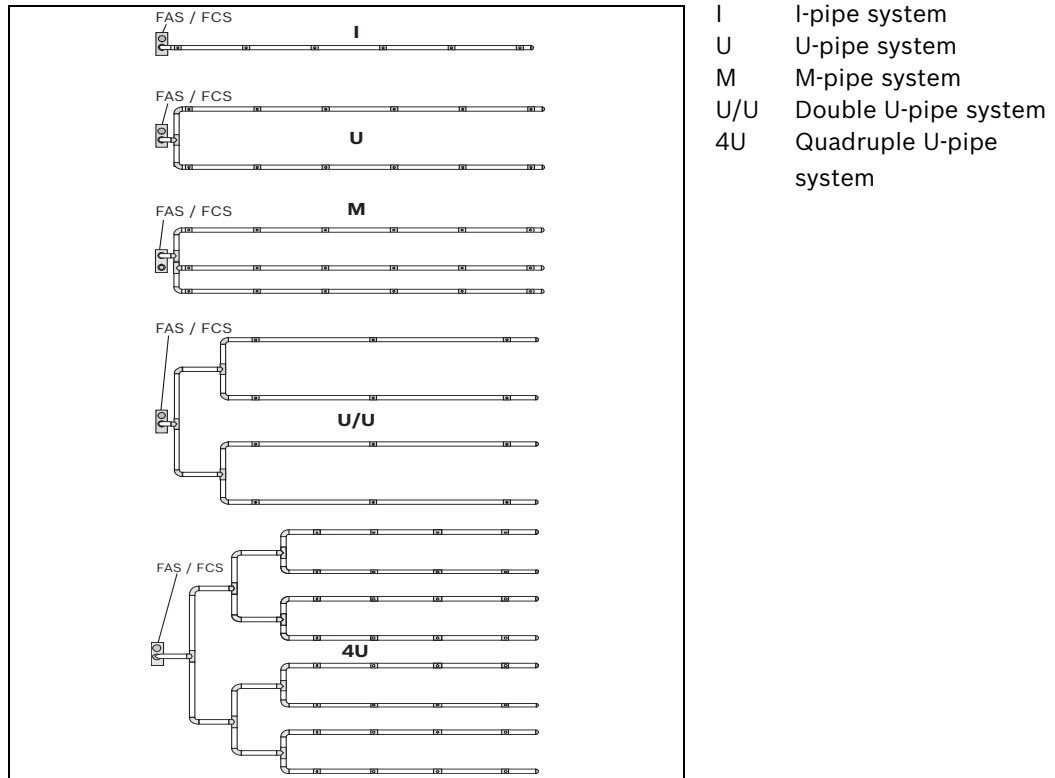 FAS / FCS
I
FAS / FCS
U
FAS / FCS
M
FAS / FCS
U/U
FAS / FCS
4U
I I-pipe system
U U-pipe system
M M-pipe system
U/U Double U-pipe system
4U Quadruple U-pipe
system